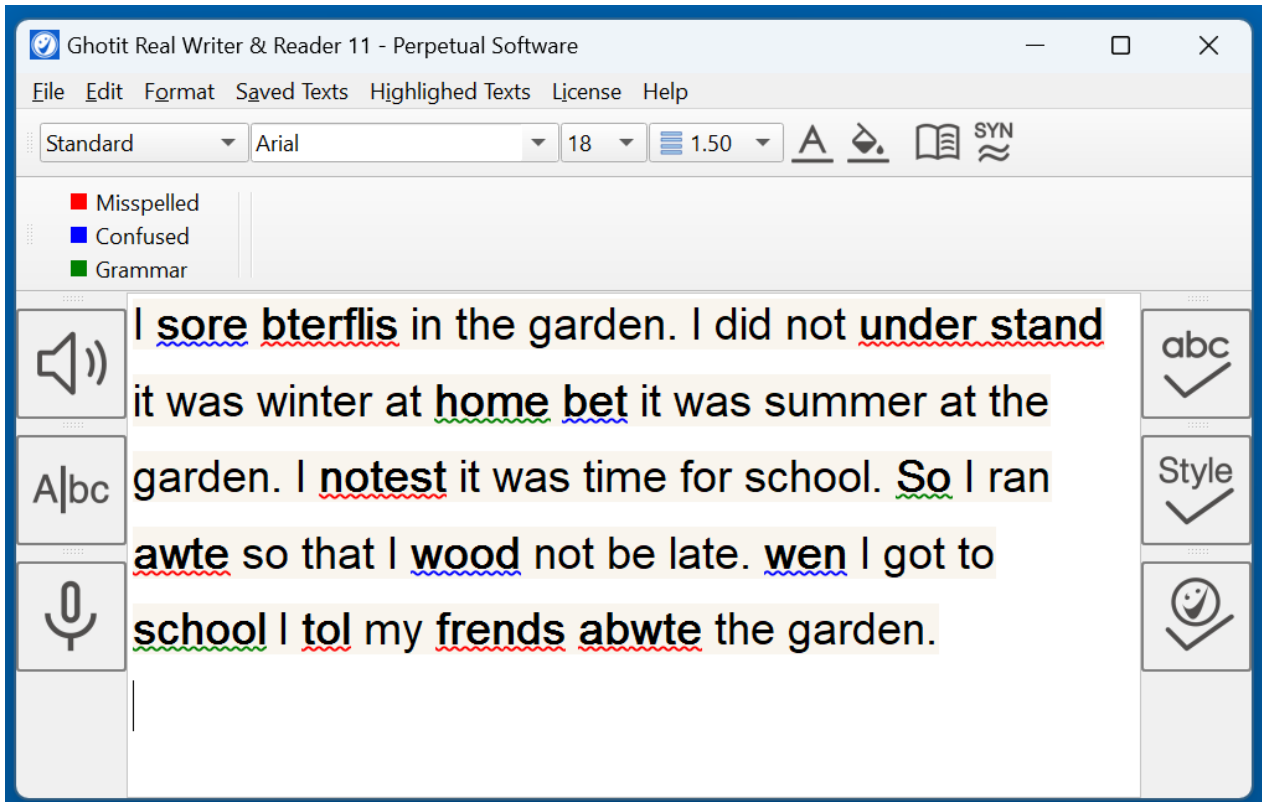 Ghotit Real Writer & Reader 11 - Perpetual Software
File Edit Format Saved Texts Highlighed Texts License Help
Standard Arial 18 1.50 A SYN
Misspelled
Confused
Grammar
I sore bterflis in the garden. I did not under stand
it was winter at home bet it was summer at the
garden. I notest it was time for school. So I ran
awte so that I wood not be late. wen I got to
school I tol my frends abwte the garden.
A|bc
abc
Style